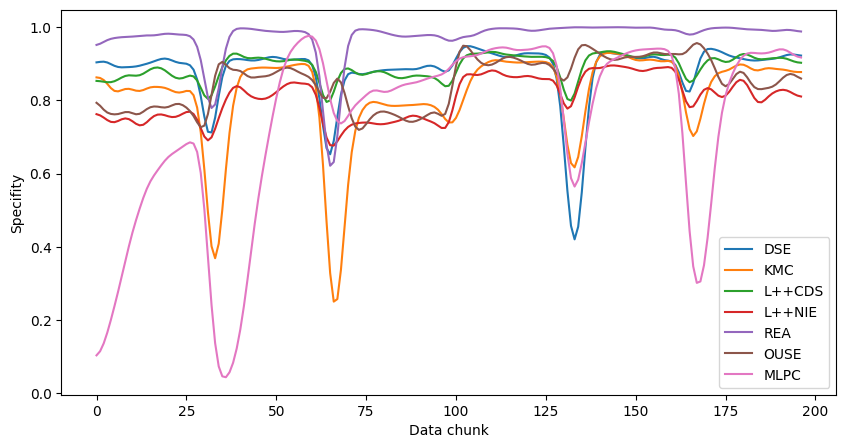 1.0
0.8
0.6
0.4
0.2
0.0
Specifity
0 25 50 75 100 125 150 175 200
Data chunk
DSE
KMC
L++CDS
L++NIE
REA
OUSE
MLPC